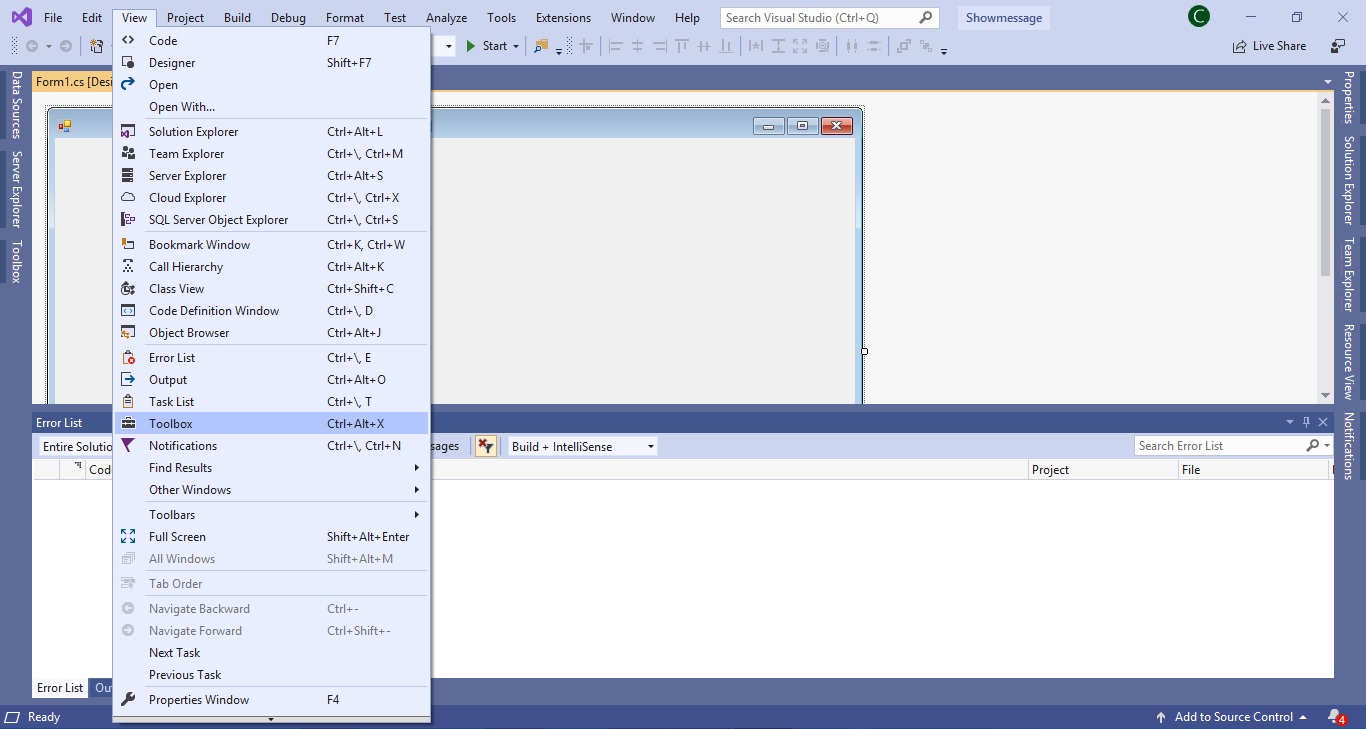 File Edit View Project Build Debug Format Test Analyze Tools Extensions Window Help Search Visual Studio (Ctrl+Q) Showmessage C
Start Live Share
Form1.cs [Desi
Data Sources
Server Explorer
Toolbox
Code F7
Designer Shift+F7
Open
Open With...
Solution Explorer Ctrl+Alt+L
Team Explorer Ctrl+\, Ctrl+M
Server Explorer Ctrl+Alt+S
Cloud Explorer Ctrl+\, Ctrl+X
SQL Server Object Explorer Ctrl+\, Ctrl+S
Bookmark Window Ctrl+K, Ctrl+W
Call Hierarchy Ctrl+Alt+K
Class View Ctrl+Shift+C
Code Definition Window Ctrl+\, D
Object Browser Ctrl+Alt+J
Error List Ctrl+\, E
Output Ctrl+Alt+O
Task List Ctrl+\, T
Toolbox Ctrl+Alt+X
Notifications Ctrl+\, Ctrl+N
Find Results
Other Windows
Toolbars
Full Screen Shift+Alt+Enter
All Windows Shift+Alt+M
Tab Order
Navigate Backward Ctrl+-
Navigate Forward Ctrl+Shift+-
Next Task
Previous Task
Properties Window F4
Properties
Solution Explorer
Team Explorer
Resource View
Notifications
Error List
Entire Solutio ssages Build + IntelliSense Search Error List
Cod Project File
Error List Ou
Ready Add to Source Control 4